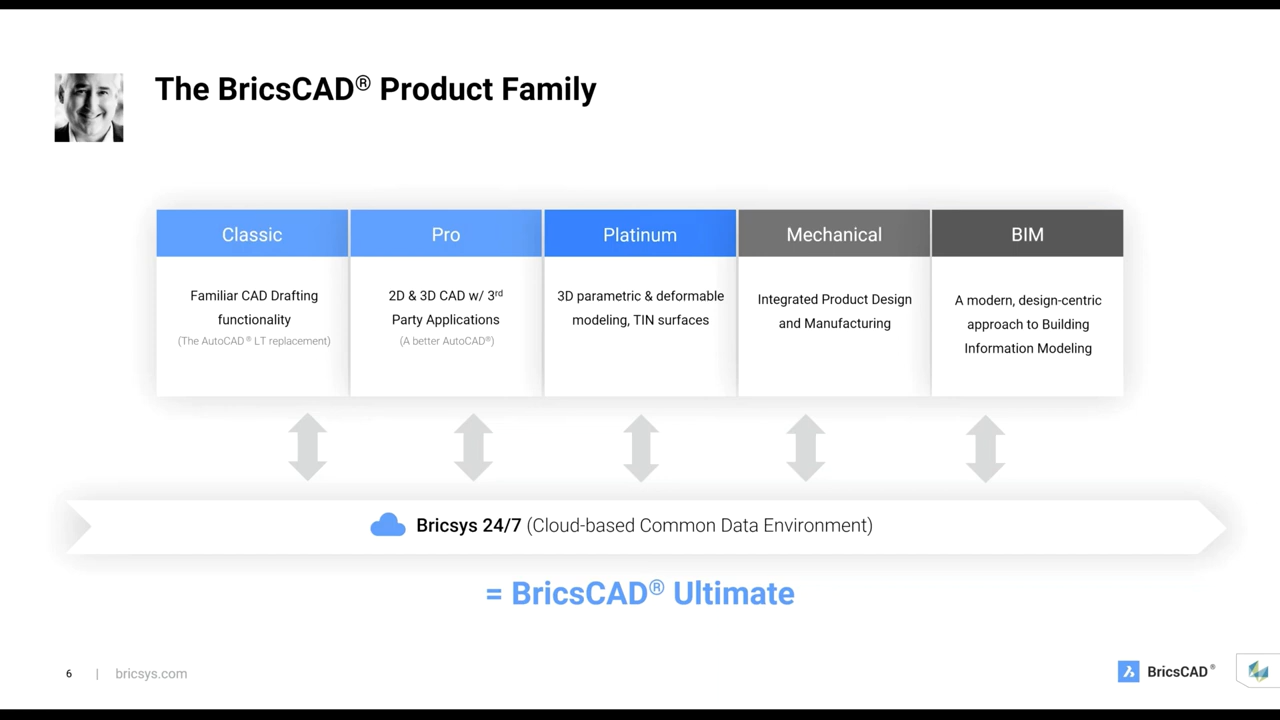 The BricsCAD® Product Family
Classic
Pro
Platinum
Mechanical
BIM
Familiar CAD Drafting
functionality
(The AutoCAD® LT replacement)
2D & 3D CAD w/ 3rd
Party Applications
(A better AutoCAD®)
3D parametric & deformable
modeling, TIN surfaces
Integrated Product Design
and Manufacturing
A modern, design-centric
approach to Building
Information Modeling
Bricsys 24/7 (Cloud-based Common Data Environment)
= BricsCAD® Ultimate
6 | bricsys.com
BricsCAD®